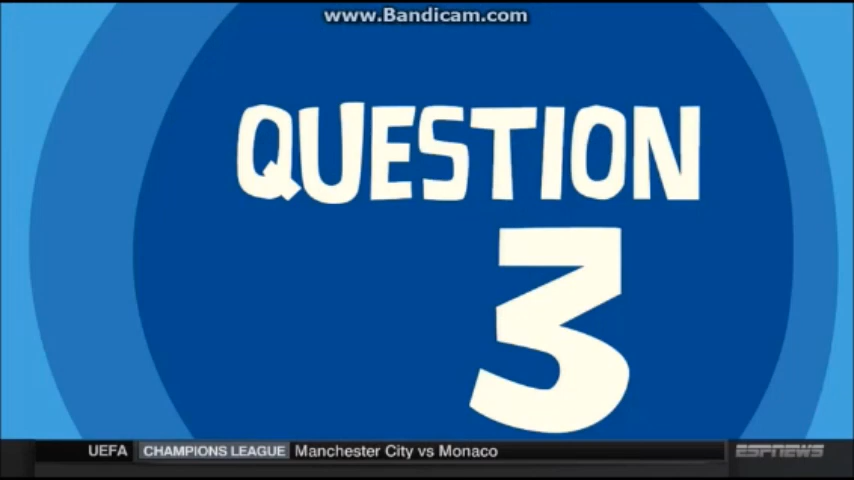 www.Bandicam.com
QUESTION
3
UEFA CHAMPIONS LEAGUE Manchester City vs Monaco ESPNEWS